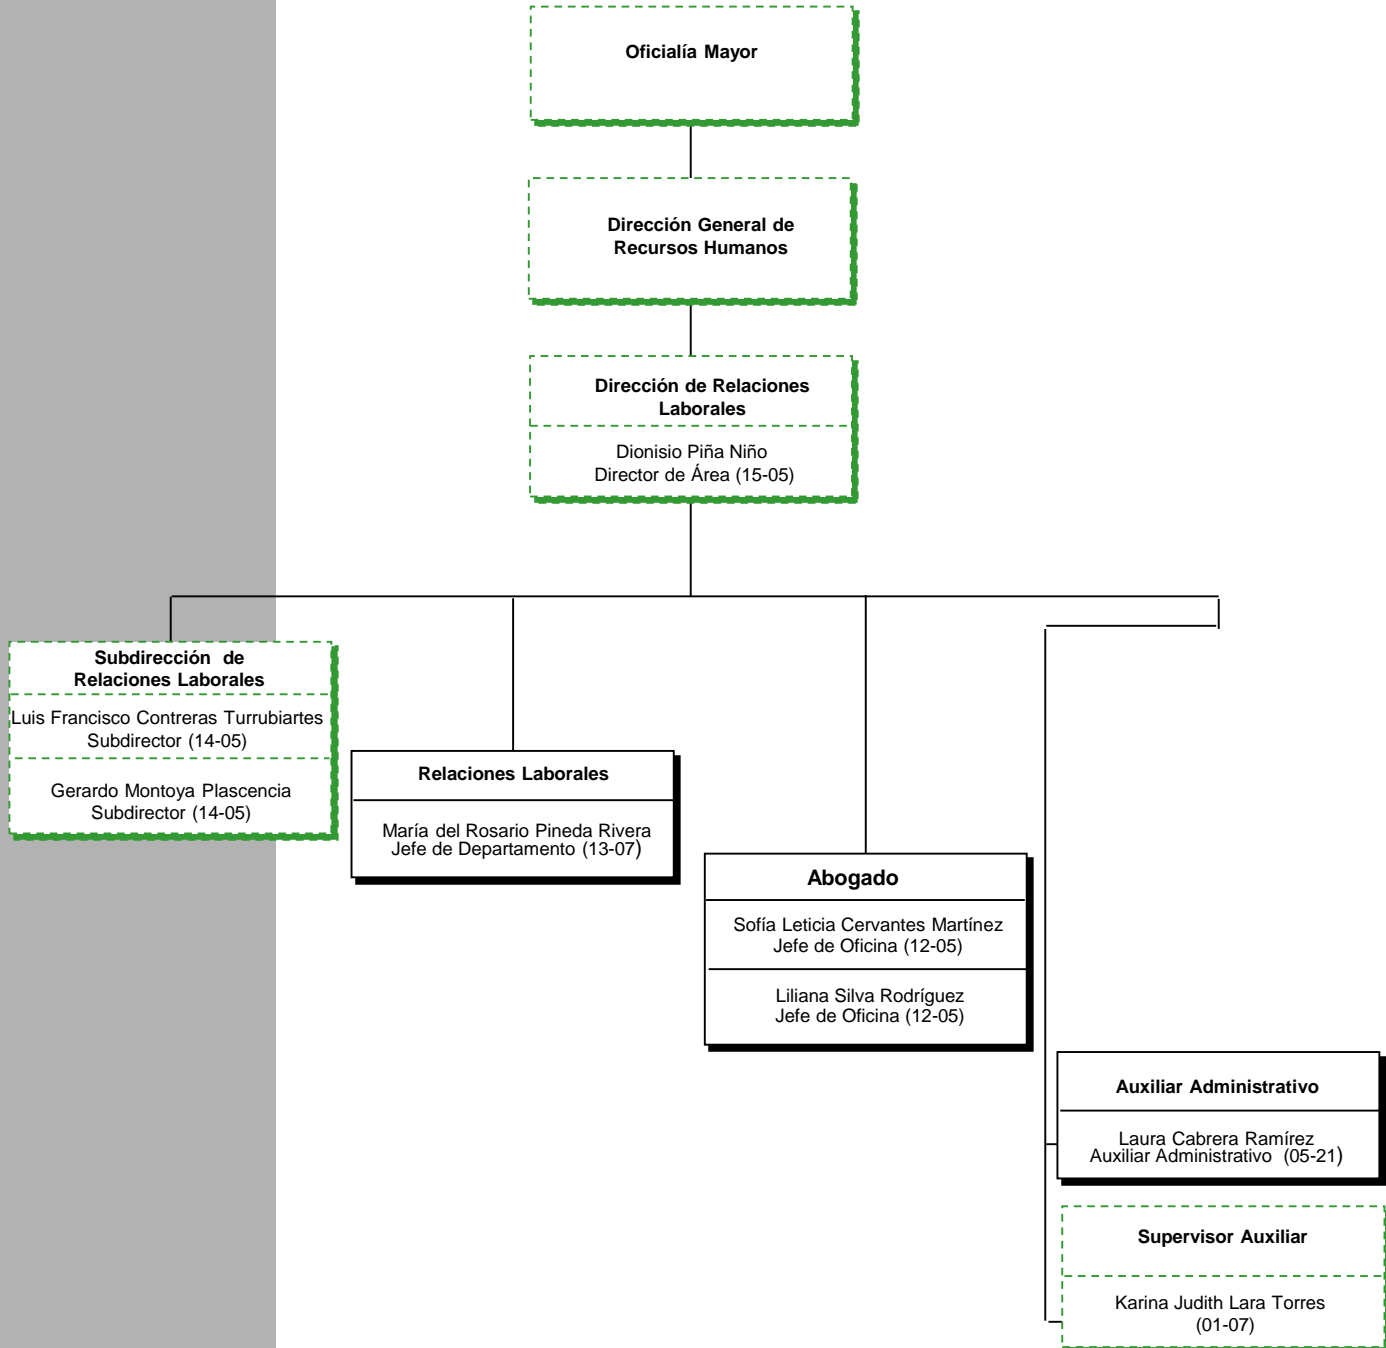 Oficialía Mayor
Dirección General de
Recursos Humanos
Dirección de Relaciones
Laborales
Dionisio Piña Niño
Director de Área (15-05)
Subdirección de
Relaciones Laborales
Luis Francisco Contreras Turrubiartes
Subdirector (14-05)
Gerardo Montoya Plascencia
Subdirector (14-05)
Relaciones Laborales
María del Rosario Pineda Rivera
Jefe de Departamento (13-07)
Abogado
Sofía Leticia Cervantes Martínez
Jefe de Oficina (12-05)
Liliana Silva Rodríguez
Jefe de Oficina (12-05)
Auxiliar Administrativo
Laura Cabrera Ramírez
Auxiliar Administrativo (05-21)
Supervisor Auxiliar
Karina Judith Lara Torres
(01-07)